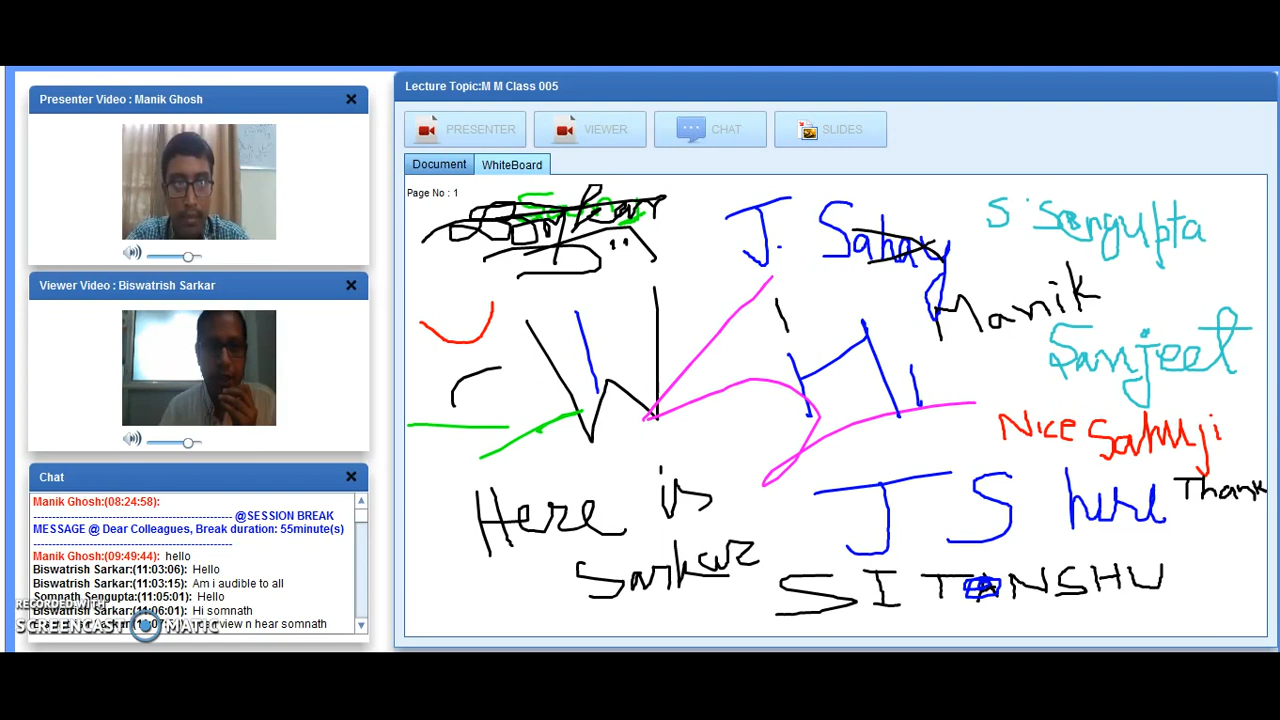 Presenter Video : Manik Ghosh
Viewer Video : Biswatrish Sarkar
Chat
Manik Ghosh:(08:24:58):
------------------------------------------ @SESSION BREAK
MESSAGE @ Dear Colleagues, Break duration: 55minute(s)
------------------------------------------
Manik Ghosh:(09:49:44): hello
Biswatrish Sarkar:(11:03:06): Hello
Biswatrish Sarkar:(11:03:15): Am i audible to all
Somnath Sengupta:(11:05:01): Hello
Biswatrish Sarkar:(11:06:01): Hi somnath
view n hear somnath
RECORDED WITH
SCREENCAST MATIC
Lecture Topic:M M Class 005
PRESENTER VIEWER CHAT SLIDES
Document WhiteBoard
Page No : 1
J. Sahay
S. Sengupta
Manik
Sanjeet
Hi
Nice Sahuji
Here is
Sarkar
JS here
Thank
SITANSHU